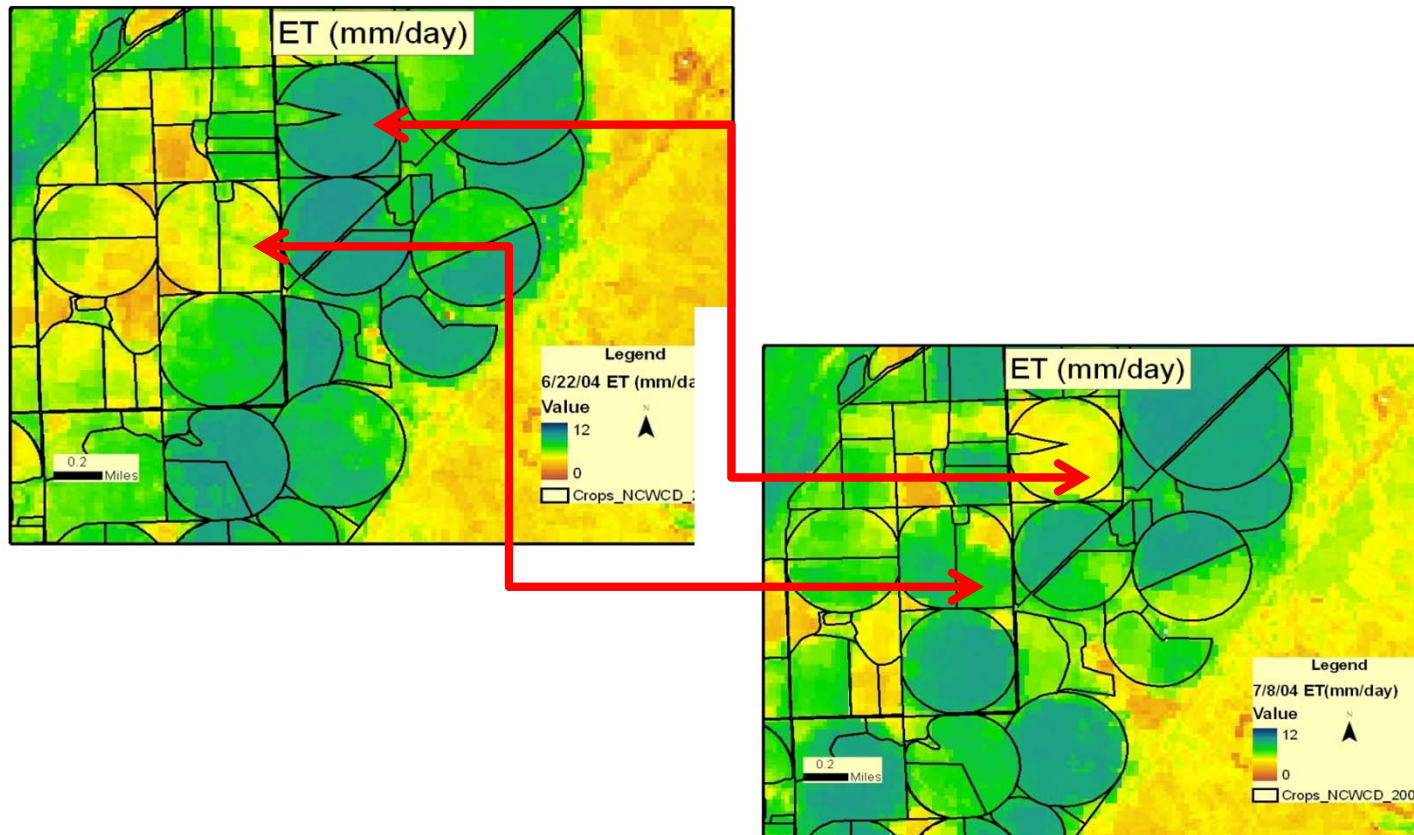 ET (mm/day)
Legend
6/22/04 ET (mm/da
Value
N
12
0
Crops_NCWCD_2
0.2
Miles
ET (mm/day)
Legend
7/8/04 ET(mm/day)
Value
N
12
0
Crops_NCWCD_200
0.2
Miles